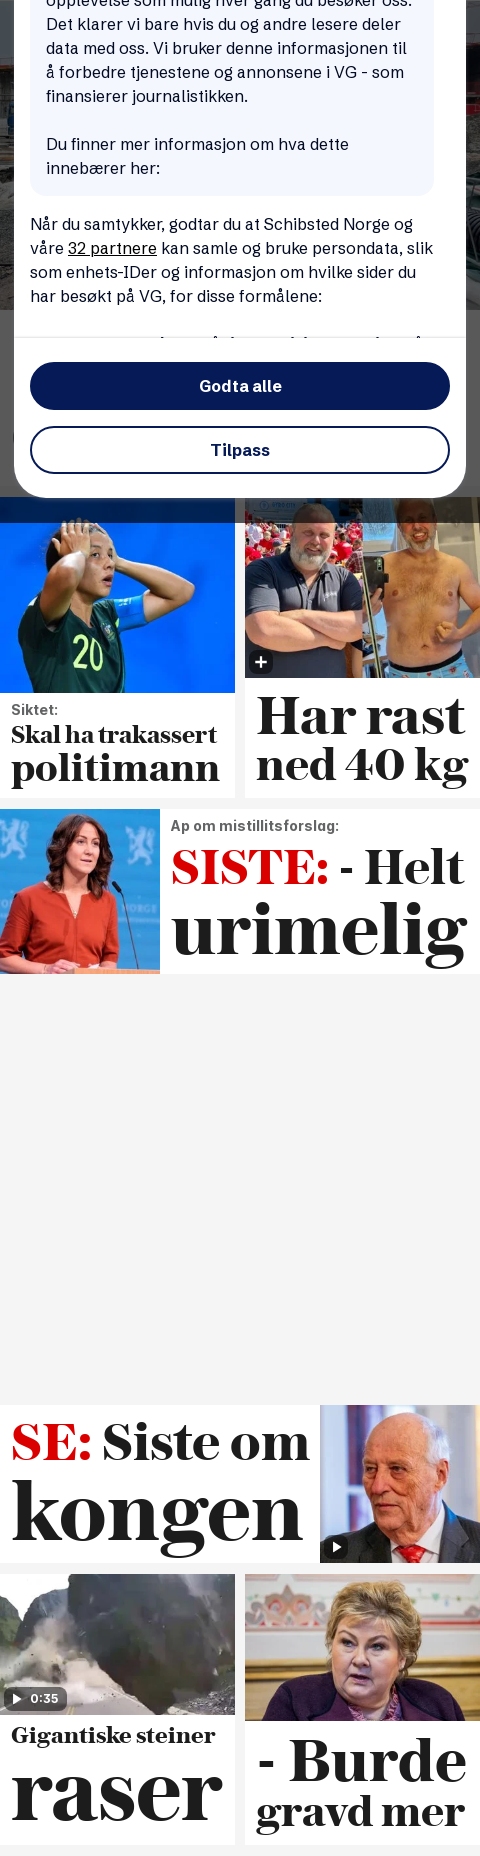 opplevelse som mulig hver gang du besøker oss.
Det klarer vi bare hvis du og andre lesere deler
data med oss. Vi bruker denne informasjonen til
å forbedre tjenestene og annonsene i VG - som
finansierer journalistikken.
Du finner mer informasjon om hva dette
innebærer her:
Når du samtykker, godtar du at Schibsted Norge og
våre 32 partnere kan samle og bruke persondata, slik
som enhets-IDer og informasjon om hvilke sider du
har besøkt på VG, for disse formålene:
Godta alle
Tilpass
20
Siktet:
Skal ha trakassert
politimann
Har rast
ned 40 kg
Ap om mistillitsforslag:
SISTE: - Helt
urimelig
SE: Siste om
kongen
0:35
Gigantiske steiner
raser
- Burde
gravd mer